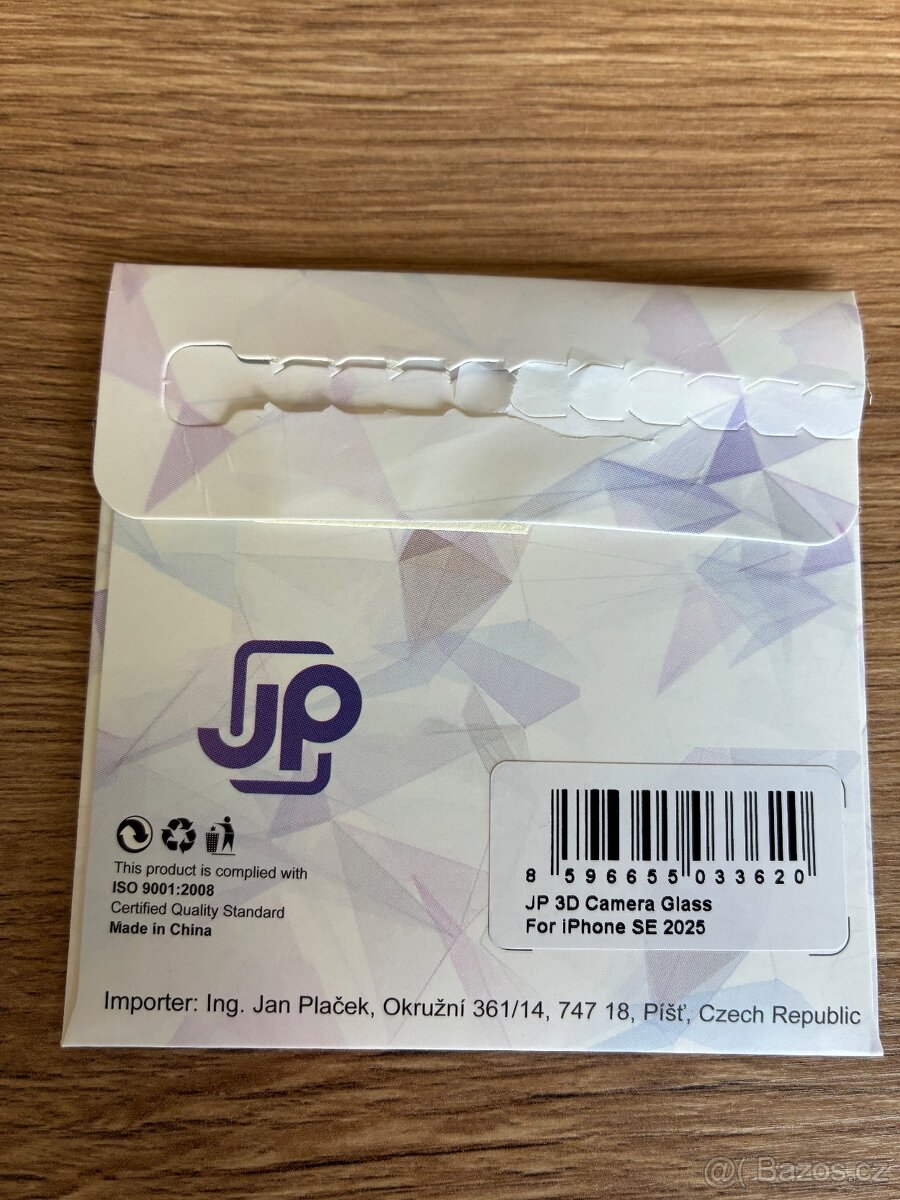 JP
This product is complied with
ISO 9001:2008
Certified Quality Standard
Made in China
8 596655 033620
JP 3D Camera Glass
For iPhone SE 2025
Importer: Ing. Jan Plaček, Okružní 361/14, 747 18, Píšť, Czech Republic
@( Bazos.cz